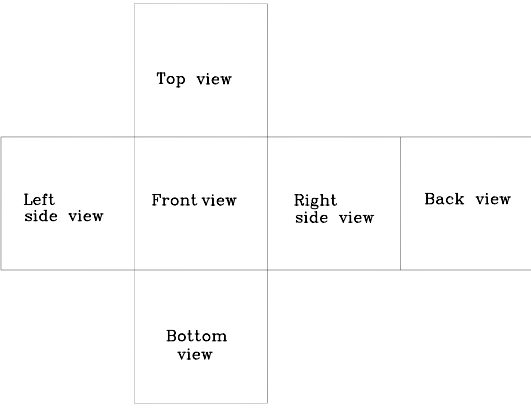 Top view
Left
side view
Front view
Right
side view
Back view
Bottom
view